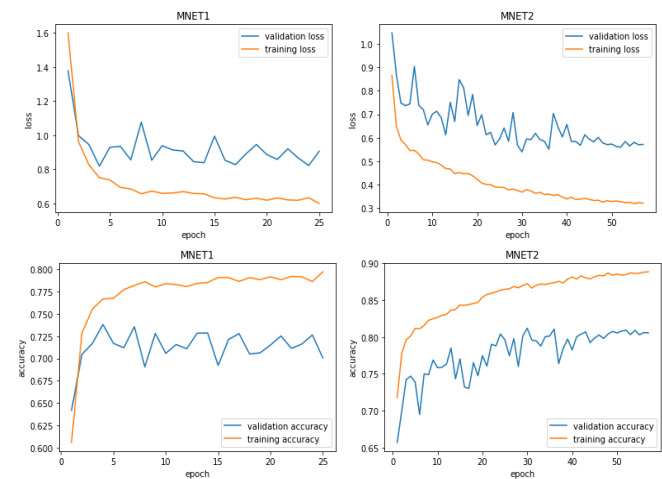 MNET1
1.6
1.4
1.2
1.0
0.8
0.6
loss
0
5
10
15
20
25
epoch
validation loss
training loss
MNET2
1.0
0.9
0.8
0.7
0.6
0.5
0.4
0.3
loss
0
10
20
30
40
50
epoch
validation loss
training loss
MNET1
0.800
0.775
0.750
0.725
0.700
0.675
0.650
0.625
0.600
accuracy
0
5
10
15
20
25
epoch
validation accuracy
training accuracy
MNET2
0.90
0.85
0.80
0.75
0.70
0.65
accuracy
0
10
20
30
40
50
epoch
validation accuracy
training accuracy